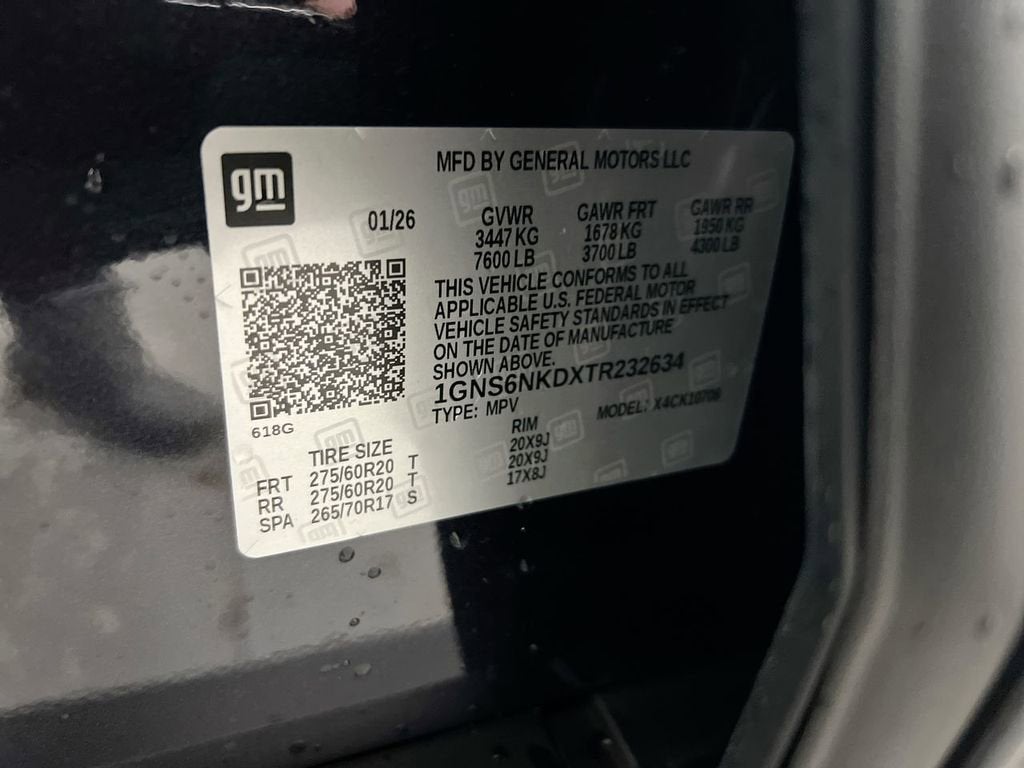 gm
MFD BY GENERAL MOTORS LLC
01/26
GVWR GAWR FRT GAWR RR
3447 KG 1678 KG 1950 KG
7600 LB 3700 LB 4300 LB
THIS VEHICLE CONFORMS TO ALL
APPLICABLE U.S. FEDERAL MOTOR
VEHICLE SAFETY STANDARDS IN EFFECT
ON THE DATE OF MANUFACTURE
SHOWN ABOVE.
1GNS6NKDXTR232634
TYPE: MPV MODEL:
618G
TIRE SIZE RIM
FRT 275/60R20 T 20X9J
RR 275/60R20 T 20X9J
SPA 265/70R17 S 17X8J